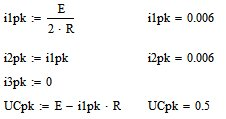 i1pk := E / 2 · R    i1pk = 0.006
i2pk := i1pk    i2pk = 0.006
i3pk := 0
UCpk := E − i1pk · R    UCpk = 0.5